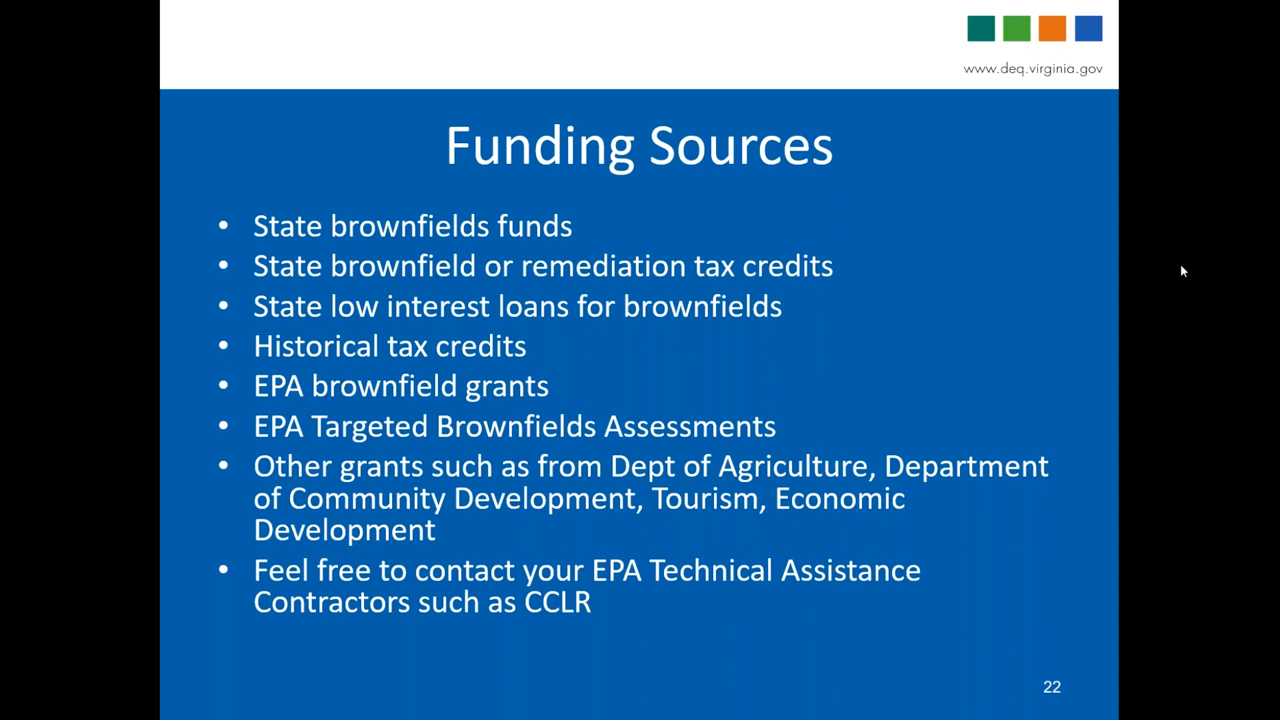 www.deq.virginia.gov
Funding Sources
• State brownfields funds
• State brownfield or remediation tax credits
• State low interest loans for brownfields
• Historical tax credits
• EPA brownfield grants
• EPA Targeted Brownfields Assessments
• Other grants such as from Dept of Agriculture, Department
of Community Development, Tourism, Economic
Development
• Feel free to contact your EPA Technical Assistance
Contractors such as CCLR
22